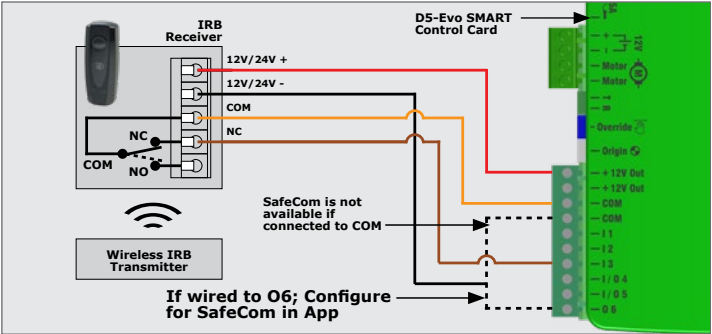 IRB
Receiver
12V/24V +
12V/24V -
COM
NC
NC
COM
NO
Wireless IRB
Transmitter
SafeCom is not
available if
connected to COM
If wired to O6; Configure
for SafeCom in App
D5-Evo SMART
Control Card
+
12V
-
Motor
M
Motor
Override
Origin
+ 12V Out
+ 12V Out
COM
COM
I 1
I 2
I 3
I / O 4
I / O 5
O 6